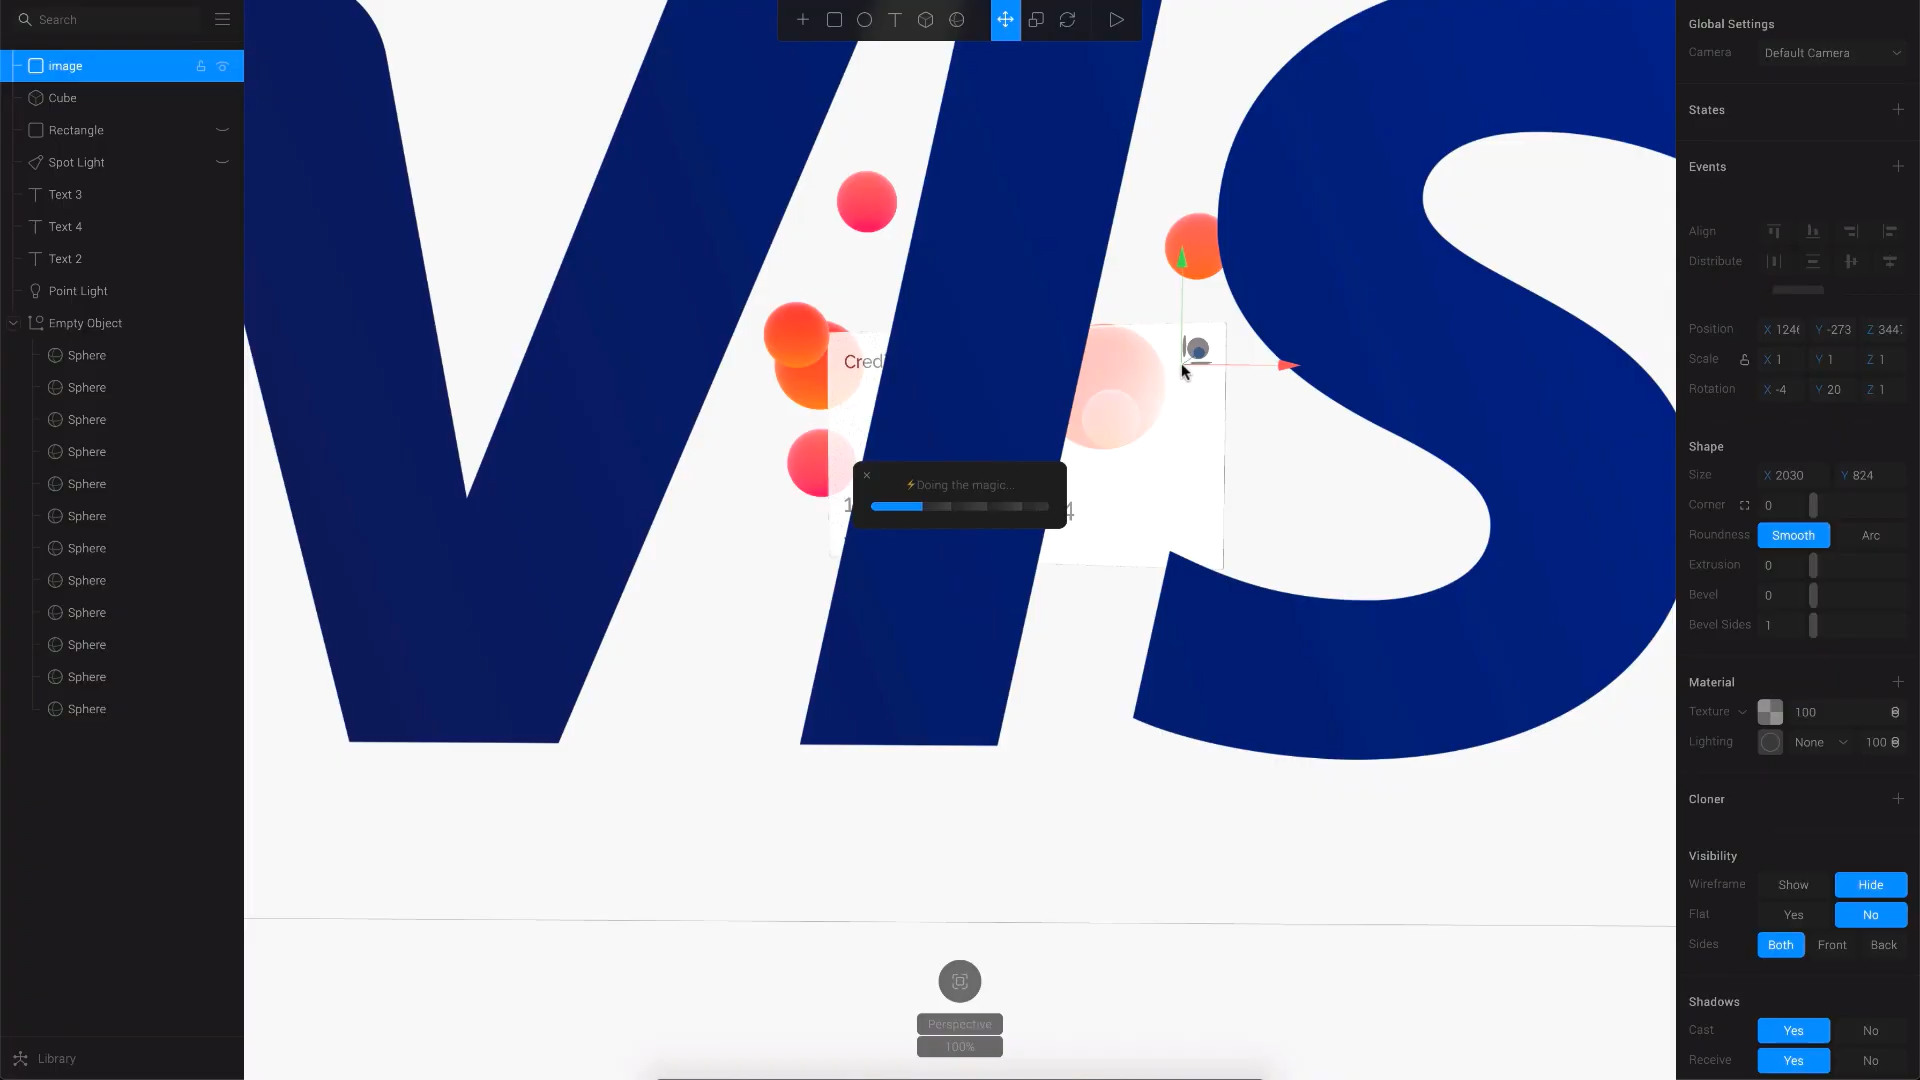 Search
image
Cube
Rectangle
Spot Light
Text 3
Text 4
Text 2
Point Light
Empty Object
Sphere
Sphere
Sphere
Sphere
Sphere
Sphere
Sphere
Sphere
Sphere
Sphere
Sphere
Sphere
Library
VIS
Credi
1
4
⚡Doing the magic...
Perspective
100%
Global Settings
Camera Default Camera
States
Events
Align
Distribute
Position X 1246 Y -273 Z 3447
Scale X 1 Y 1 Z 1
Rotation X -4 Y 20 Z 1
Shape
Size X 2030 Y 824
Corner 0
Roundness Smooth Arc
Extrusion 0
Bevel 0
Bevel Sides 1
Material
Texture 100
Lighting None 100
Cloner
Visibility
Wireframe Show Hide
Flat Yes No
Sides Both Front Back
Shadows
Cast Yes No
Receive Yes No